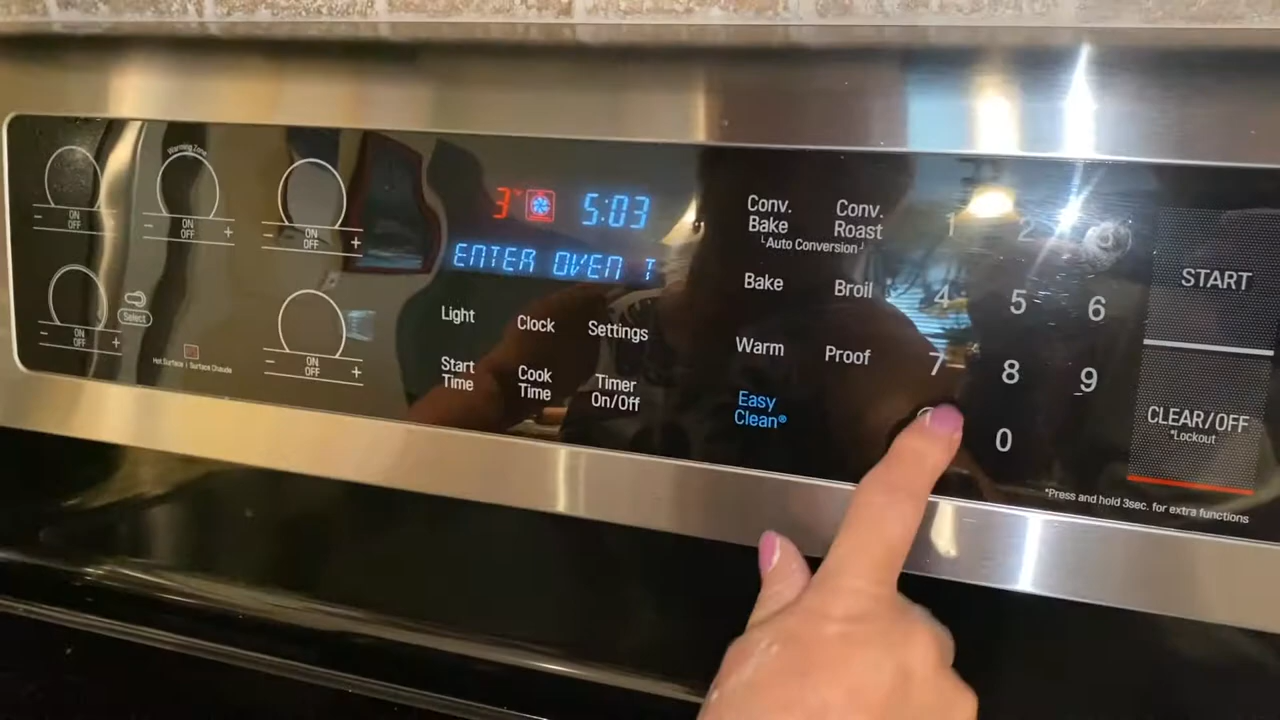 Warming Zone
ON
OFF
ON
OFF
ON
OFF
ON
OFF
Select
ON
OFF
Hot Surface | Surface Chaude
3 5:03
ENTER OVEN T
Light
Clock
Settings
Start
Time
Cook
Time
Timer
On/Off
Conv.
Bake
Conv.
Roast
Auto Conversion
Bake
Broil
Warm
Proof
Easy
Clean®
1 2
4 5 6
7 8 9
0
START
CLEAR/OFF
*Lockout
*Press and hold 3sec. for extra functions